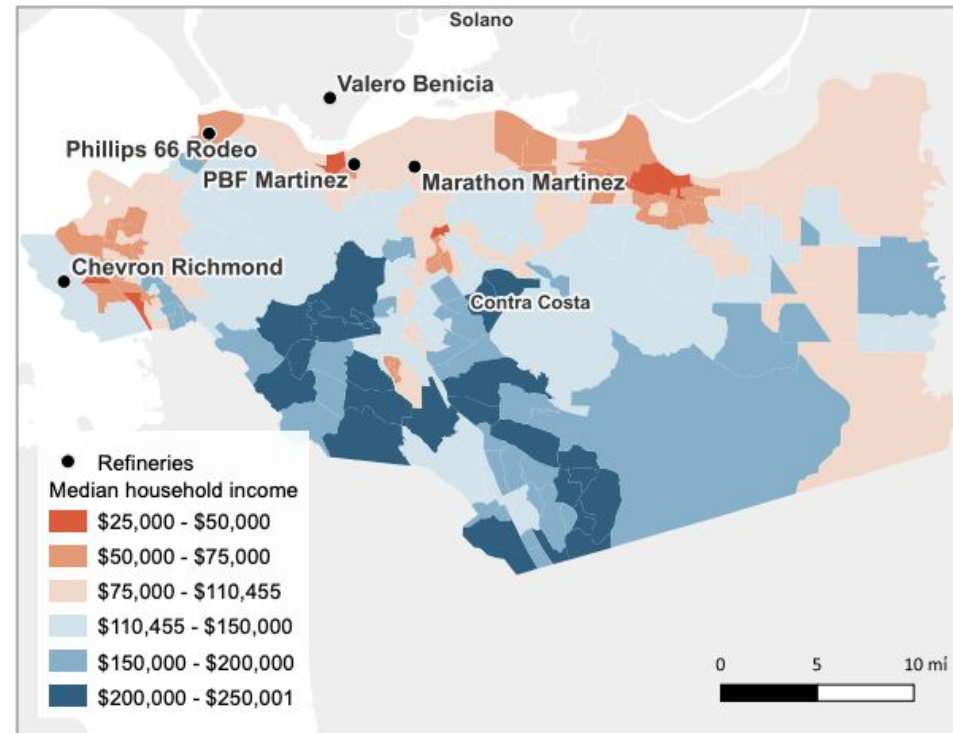 Solano
Valero Benicia
Phillips 66 Rodeo
PBF Martinez
Marathon Martinez
Chevron Richmond
Contra Costa
Refineries
Median household income
$25,000 - $50,000
$50,000 - $75,000
$75,000 - $110,455
$110,455 - $150,000
$150,000 - $200,000
$200,000 - $250,001
0 5 10 mi